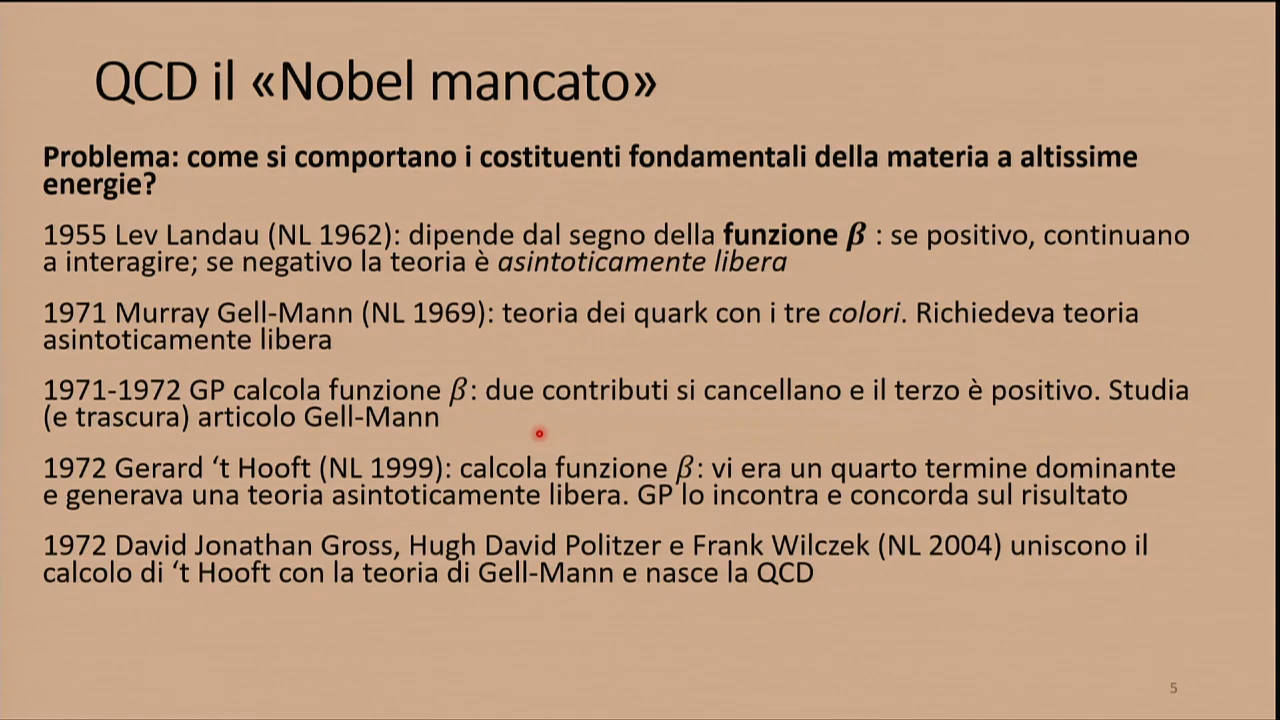 QCD il «Nobel mancato»
Problema: come si comportano i costituenti fondamentali della materia a altissime
energie?
1955 Lev Landau (NL 1962): dipende dal segno della funzione β : se positivo, continuano
a interagire; se negativo la teoria è asintoticamente libera
1971 Murray Gell-Mann (NL 1969): teoria dei quark con i tre colori. Richiedeva teoria
asintoticamente libera
1971-1972 GP calcola funzione β: due contributi si cancellano e il terzo è positivo. Studia
(e trascura) articolo Gell-Mann
1972 Gerard ‘t Hooft (NL 1999): calcola funzione β: vi era un quarto termine dominante
e generava una teoria asintoticamente libera. GP lo incontra e concorda sul risultato
1972 David Jonathan Gross, Hugh David Politzer e Frank Wilczek (NL 2004) uniscono il
calcolo di ‘t Hooft con la teoria di Gell-Mann e nasce la QCD
5